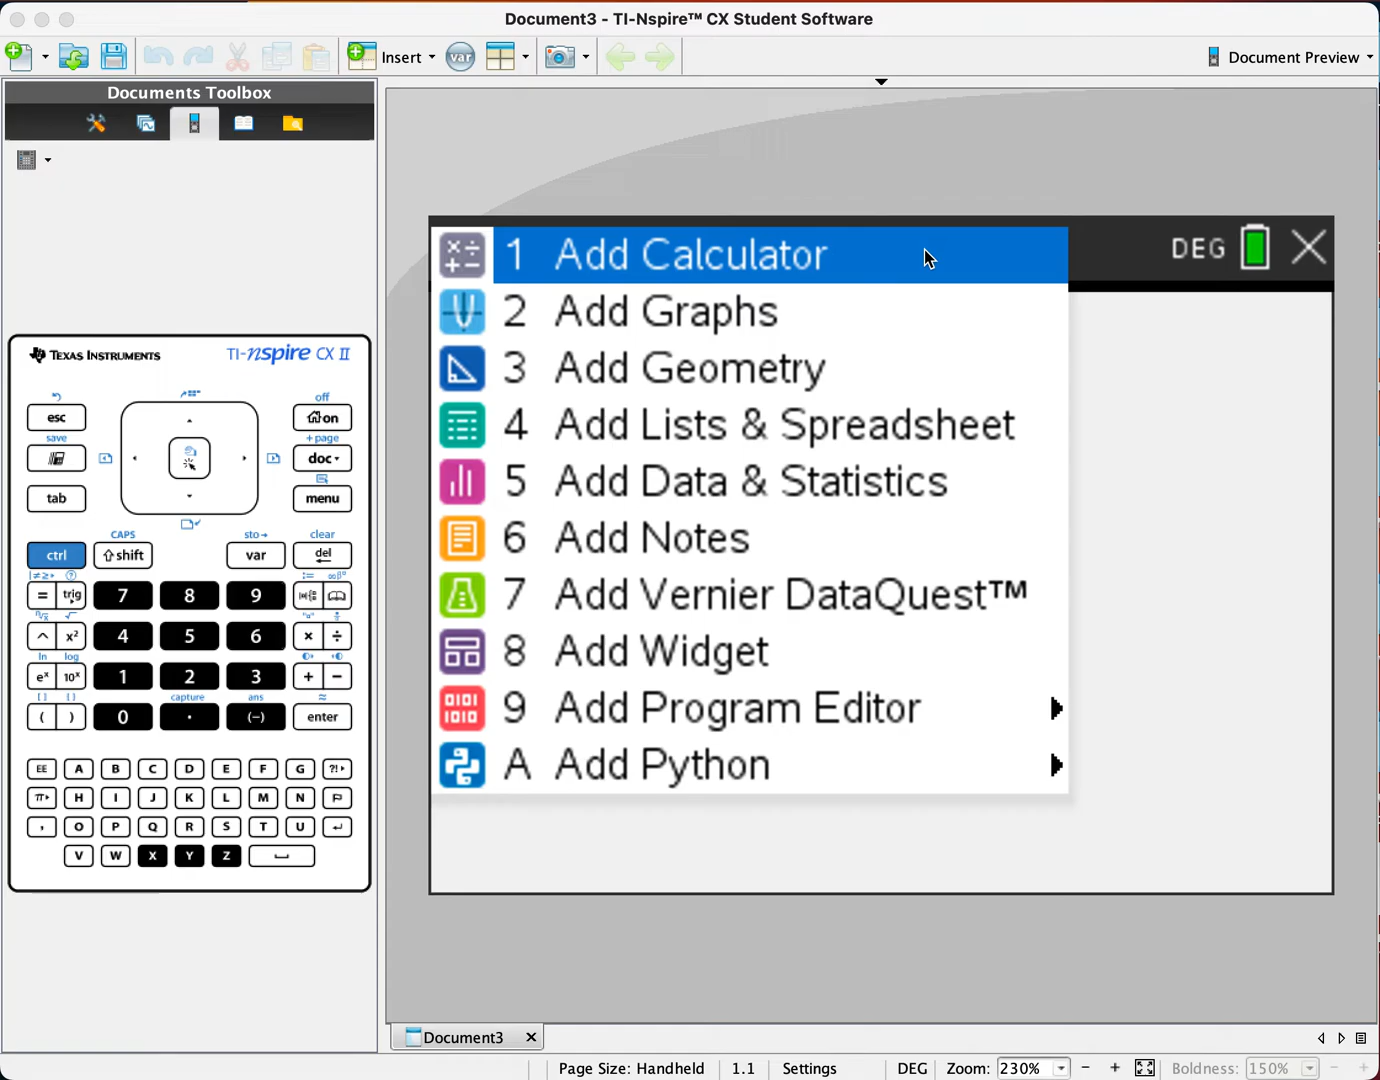 Document3 - TI-Nspire™ CX Student Software
Insert
var
Document Preview
Documents Toolbox
1 Add Calculator
DEG
2 Add Graphs
3 Add Geometry
4 Add Lists & Spreadsheet
5 Add Data & Statistics
6 Add Notes
7 Add Vernier DataQuest™
8 Add Widget
9 Add Program Editor
A Add Python
TEXAS INSTRUMENTS TI-nspire CX II
off
esc on
save + page
doc
tab menu
CAPS sto→ clear
ctrl ⇧shift var del
= trig 7 8 9
^ x² 4 5 6 × ÷
ln log
eˣ 10ˣ 1 2 3 + −
[ ] { } capture ans ≈
( ) 0 . (−) enter
EE A B C D E F G ?!▸
π▸ H I J K L M N
, O P Q R S T U ↵
V W X Y Z
Document3
Page Size: Handheld 1.1 Settings DEG Zoom: 230% − + Boldness: 150% − +